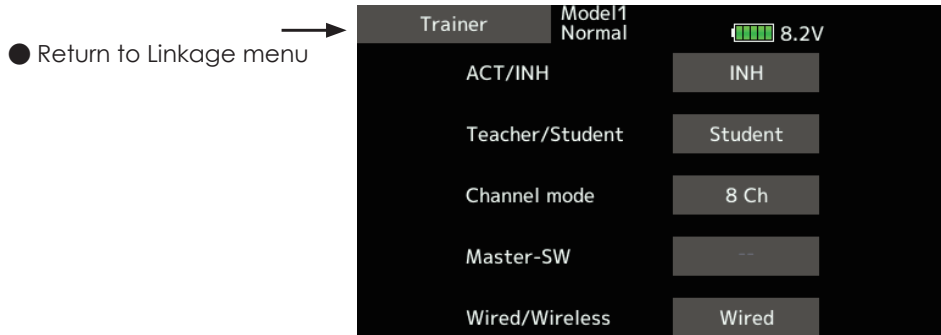 Trainer
Model1
Normal
8.2V
● Return to Linkage menu
ACT/INH INH
Teacher/Student Student
Channel mode 8 Ch
Master-SW --
Wired/Wireless Wired